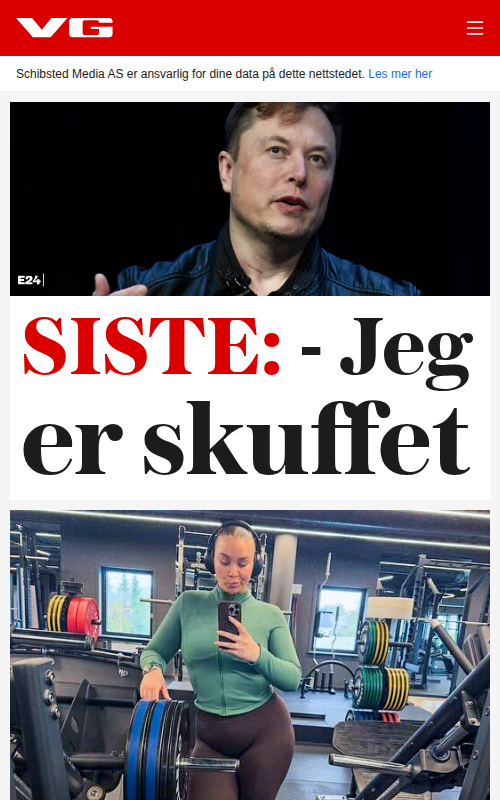 VG
Schibsted Media AS er ansvarlig for dine data på dette nettstedet. Les mer her
E24
SISTE: - Jeg
er skuffet